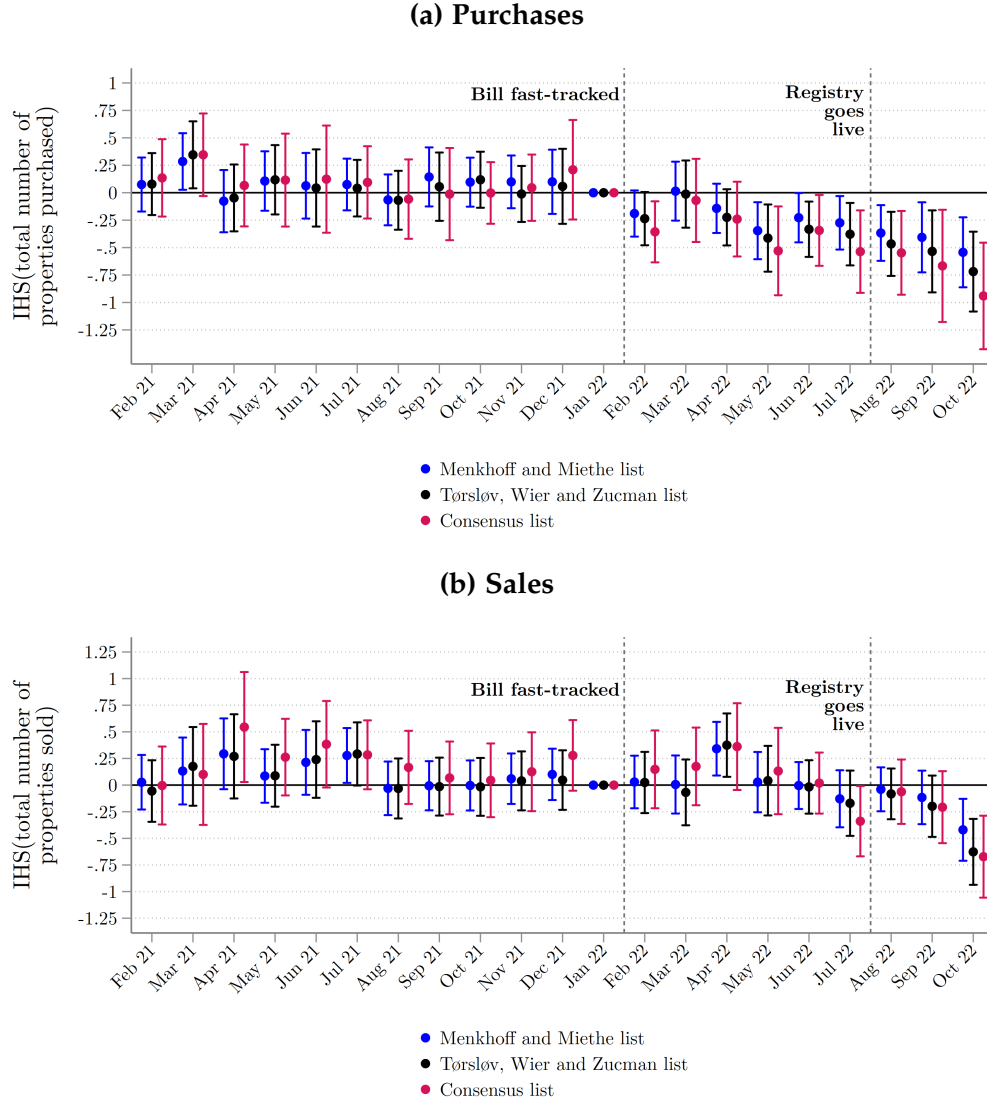 (a) Purchases
IHS(total number of
properties purchased)
1
.75
.5
.25
0
-.25
-.5
-.75
-1
-1.25
Bill fast-tracked
Registry
goes
live
Feb 21
Mar 21
Apr 21
May 21
Jun 21
Jul 21
Aug 21
Sep 21
Oct 21
Nov 21
Dec 21
Jan 22
Feb 22
Mar 22
Apr 22
May 22
Jun 22
Jul 22
Aug 22
Sep 22
Oct 22
Menkhoff and Miethe list
Tørsløv, Wier and Zucman list
Consensus list
(b) Sales
IHS(total number of
properties sold)
1.25
1
.75
.5
.25
0
-.25
-.5
-.75
-1
-1.25
Bill fast-tracked
Registry
goes
live
Feb 21
Mar 21
Apr 21
May 21
Jun 21
Jul 21
Aug 21
Sep 21
Oct 21
Nov 21
Dec 21
Jan 22
Feb 22
Mar 22
Apr 22
May 22
Jun 22
Jul 22
Aug 22
Sep 22
Oct 22
Menkhoff and Miethe list
Tørsløv, Wier and Zucman list
Consensus list